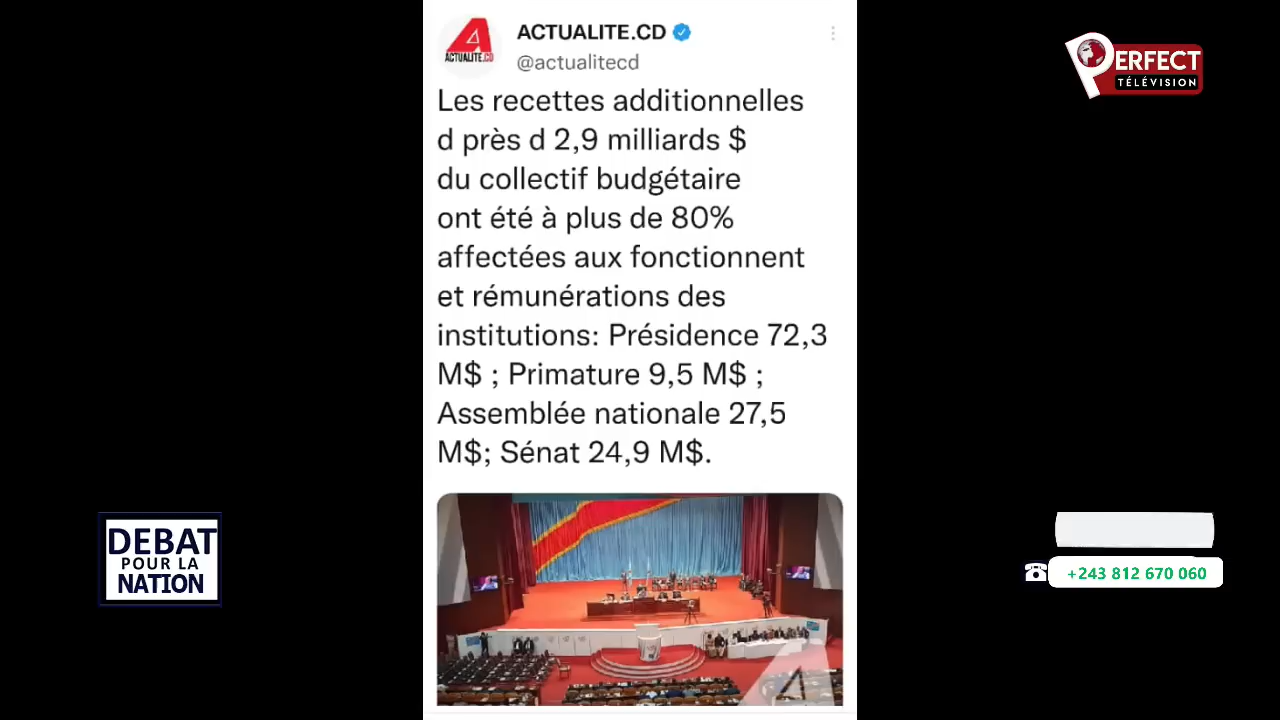 ACTUALITE.CD
ACTUALITE.CD
@actualitecd
Les recettes additionnelles
d près d 2,9 milliards $
du collectif budgétaire
ont été à plus de 80%
affectées aux fonctionnent
et rémunérations des
institutions: Présidence 72,3
M$ ; Primature 9,5 M$ ;
Assemblée nationale 27,5
M$; Sénat 24,9 M$.
PERFECT
TÉLÉVISION
DEBAT
POUR LA
NATION
+243 812 670 060